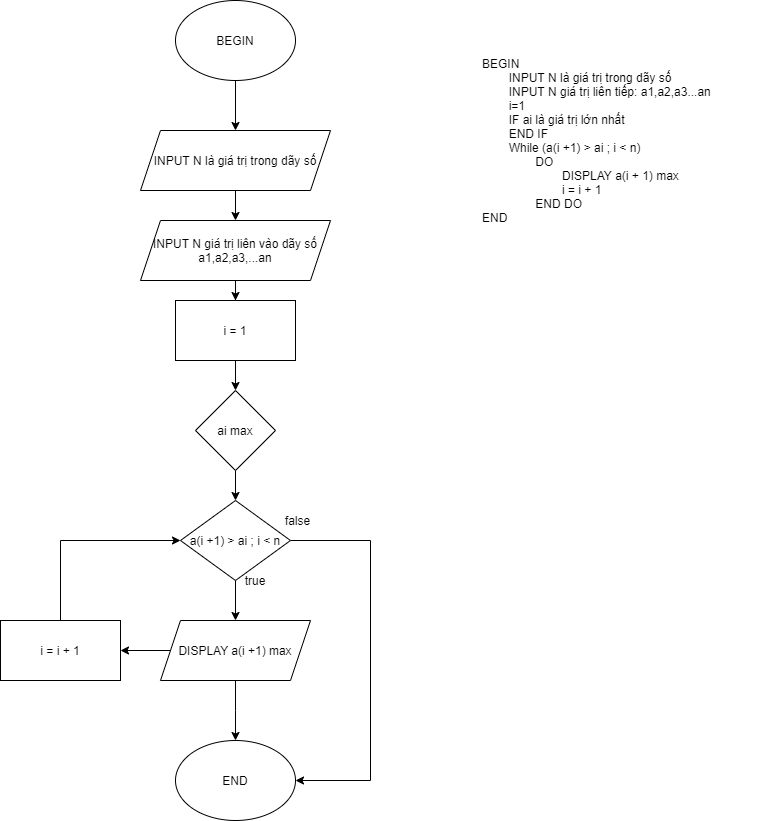 BEGIN
INPUT N là giá trị trong dãy số
INPUT N giá trị liên vào dãy số
a1,a2,a3,...an
i = 1
ai max
a(i +1) > ai ; i < n
false
true
i = i + 1
DISPLAY a(i +1) max
END
BEGIN
INPUT N là giá trị trong dãy số
INPUT N giá trị liên tiếp: a1,a2,a3...an
i=1
IF ai là giá trị lớn nhất
END IF
While (a(i +1) > ai ; i < n)
DO
DISPLAY a(i + 1) max
i = i + 1
END DO
END